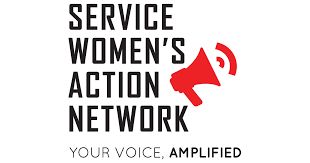 SERVICE
WOMEN'S
ACTION
NETWORK
YOUR VOICE, AMPLIFIED